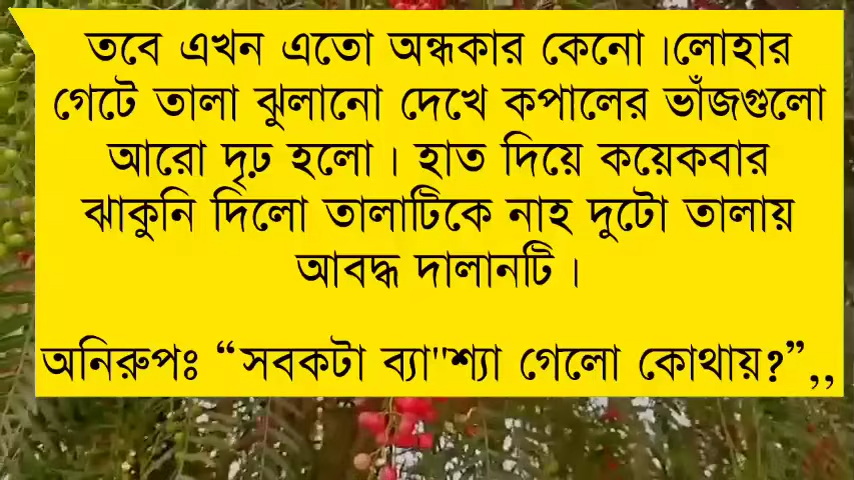 তবে এখন এতো অন্ধকার কেনো ।লোহার
গেটে তালা ঝুলানো দেখে কপালের ভাঁজগুলো
আরো দৃঢ় হলো । হাত দিয়ে কয়েকবার
ঝাকুনি দিলো তালাটিকে নাহ দুটো তালায়
আবদ্ধ দালানটি ।
অনিরুপঃ “সবকটা ব্যা"শ্যা গেলো কোথায়?”,,